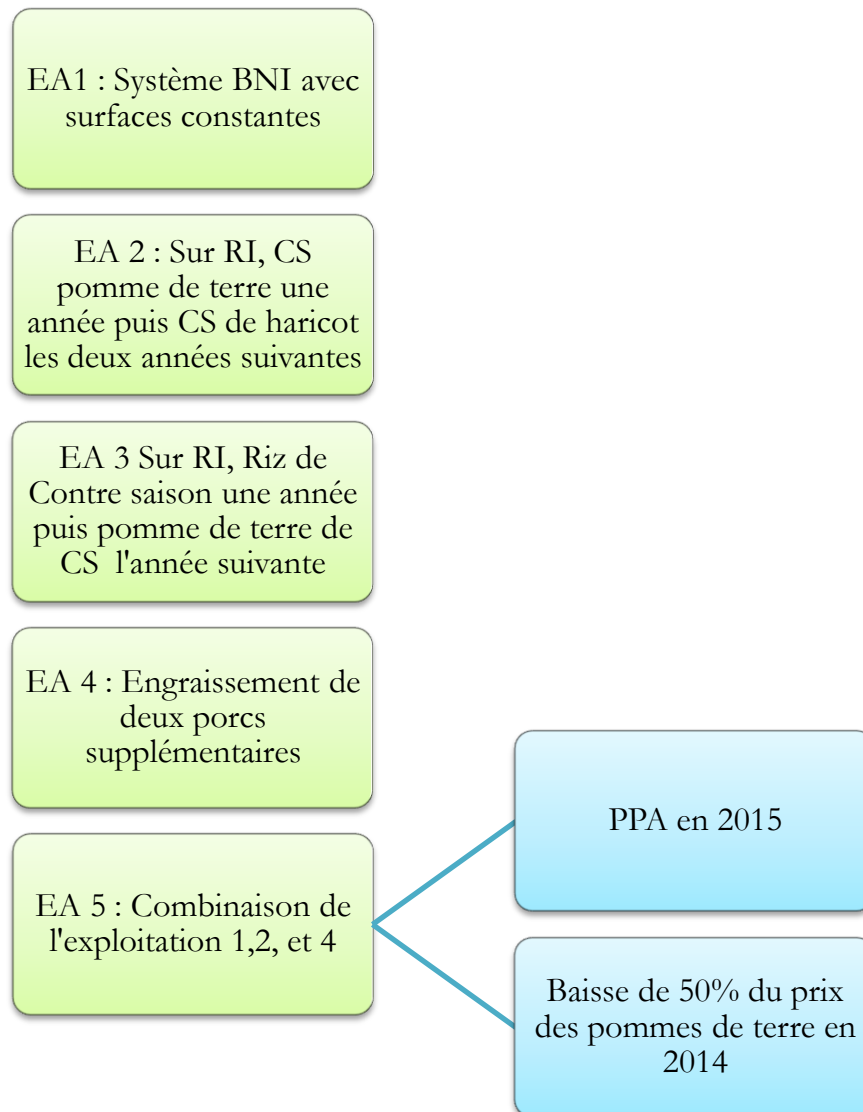 EA1 : Système BNI avec
surfaces constantes
EA 2 : Sur RI, CS
pomme de terre une
année puis CS de haricot
les deux années suivantes
EA 3 Sur RI, Riz de
Contre saison une année
puis pomme de terre de
CS  l'année suivante
EA 4 : Engraissement de
deux porcs
supplémentaires
EA 5 : Combinaison de
l'exploitation 1,2, et 4
PPA en 2015
Baisse de 50% du prix
des pommes de terre en
2014